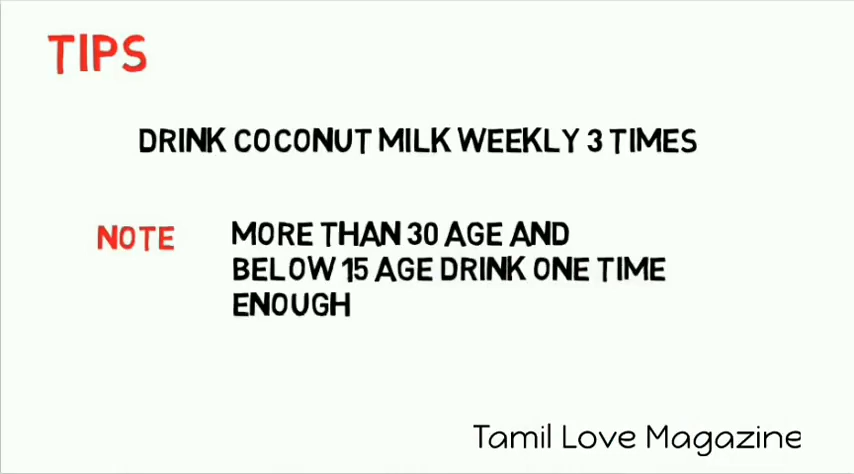 TIPS
DRINK COCONUT MILK WEEKLY 3 TIMES
NOTE MORE THAN 30 AGE AND
BELOW 15 AGE DRINK ONE TIME
ENOUGH
Tamil Love Magazine